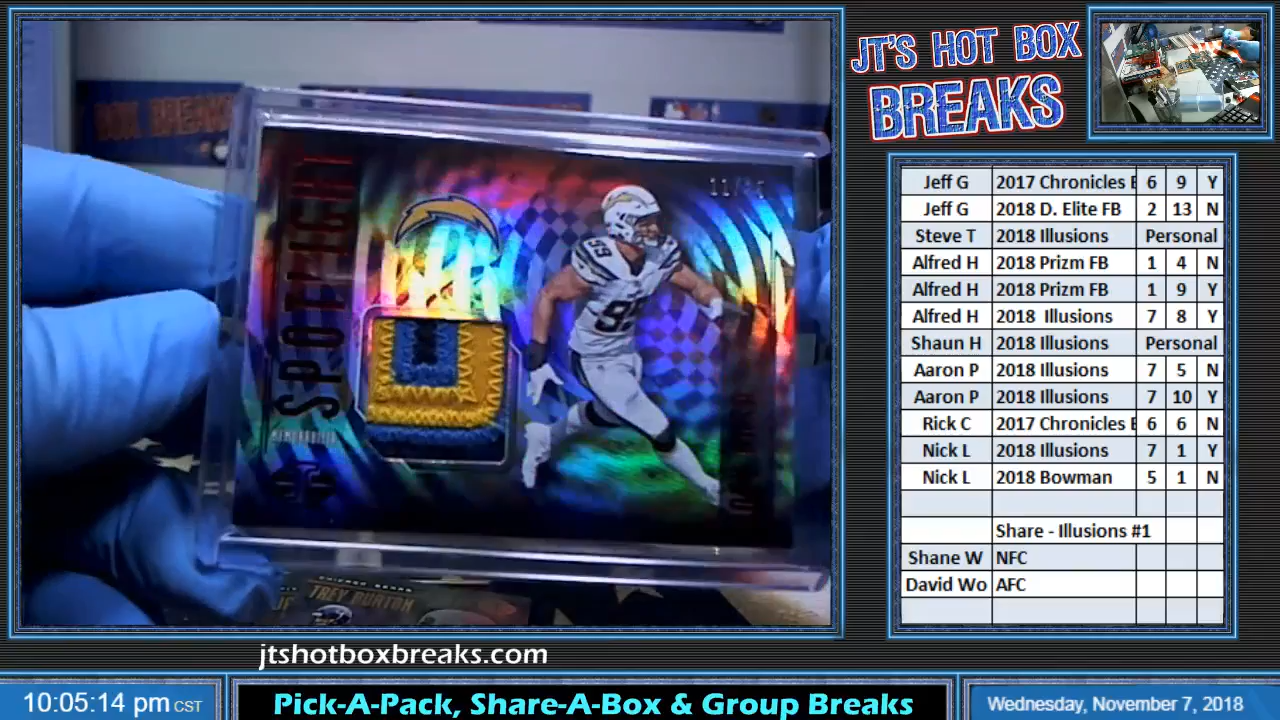 JT'S HOT BOX
BREAKS
BOX BREAKS
SPOTLIGHT
MEMORABILIA
99
99
TREY BURTON
Jeff G 2017 Chronicles B 6 9 Y
Jeff G 2018 D. Elite FB 2 13 N
Steve T 2018 Illusions Personal
Alfred H 2018 Prizm FB 1 4 N
Alfred H 2018 Prizm FB 1 9 Y
Alfred H 2018 Illusions 7 8 Y
Shaun H 2018 Illusions Personal
Aaron P 2018 Illusions 7 5 N
Aaron P 2018 Illusions 7 10 Y
Rick C 2017 Chronicles B 6 6 N
Nick L 2018 Illusions 7 1 Y
Nick L 2018 Bowman 5 1 N
Share - Illusions #1
Shane W NFC
David Wo AFC
jtshotboxbreaks.com
10:05:14 pm CST
Pick-A-Pack, Share-A-Box & Group Breaks
Wednesday, November 7, 2018